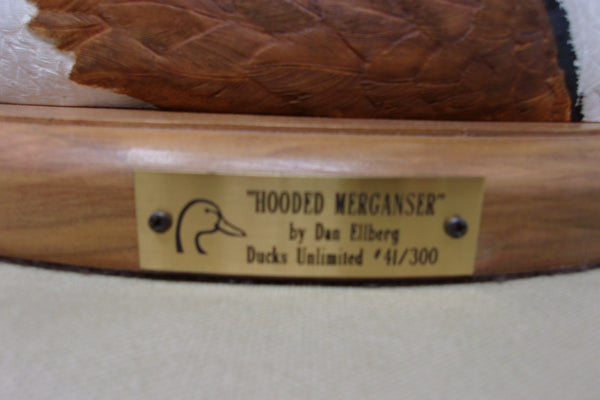 "HOODED MERGANSER"
by Dan Ellberg
Ducks Unlimited #41/300